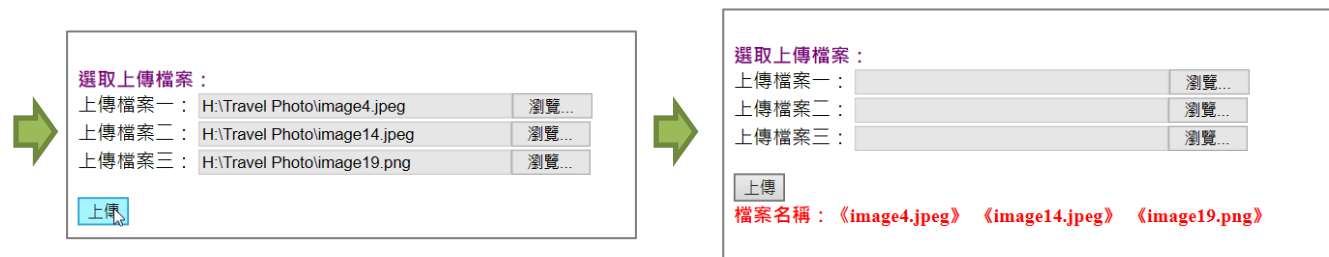 選取上傳檔案：
上傳檔案一： H:\Travel Photo\image4.jpeg 瀏覽...
上傳檔案二： H:\Travel Photo\image14.jpeg 瀏覽...
上傳檔案三： H:\Travel Photo\image19.png 瀏覽...
上傳
選取上傳檔案：
上傳檔案一： 瀏覽...
上傳檔案二： 瀏覽...
上傳檔案三： 瀏覽...
上傳
檔案名稱：《image4.jpeg》 《image14.jpeg》 《image19.png》